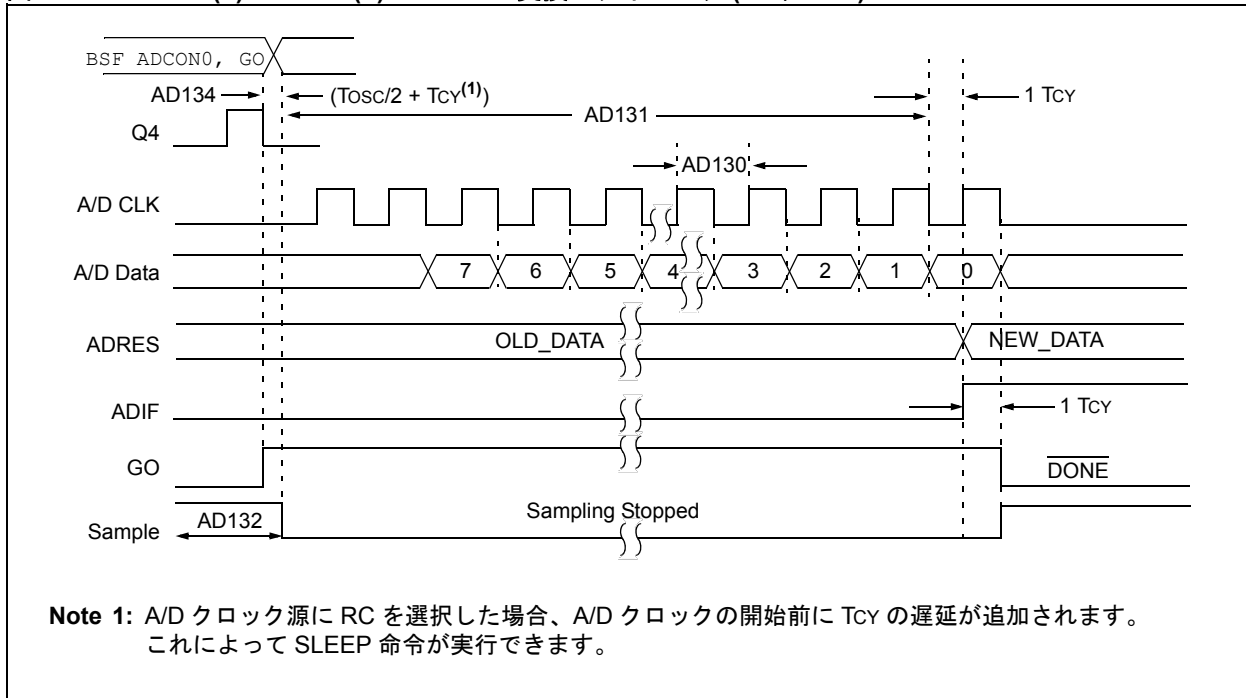 BSF ADCON0, GO
AD134
(TOSC/2 + TCY(1))
AD131
1 TCY
Q4
AD130
A/D CLK
A/D Data
7 6 5 4 3 2 1 0
ADRES
OLD_DATA
NEW_DATA
ADIF
1 TCY
GO
DONE
Sample
AD132
Sampling Stopped
Note 1: A/D クロック源に RC を選択した場合、A/D クロックの開始前に TCY の遅延が追加されます。
これによって SLEEP 命令が実行できます。